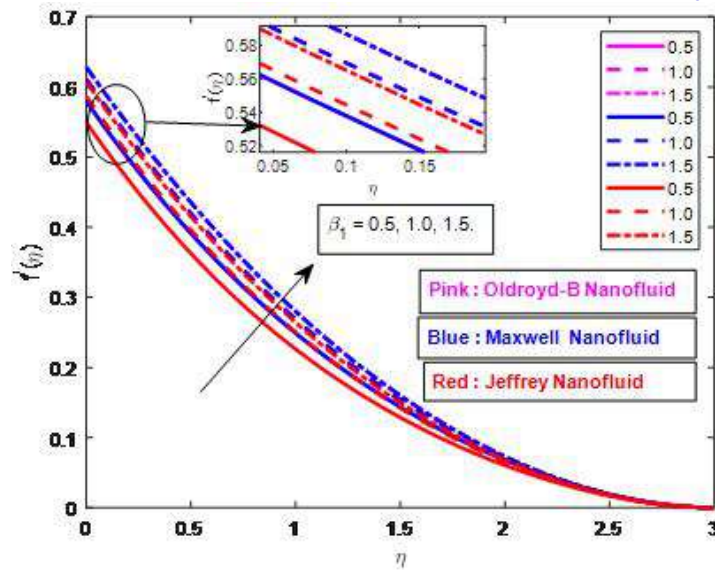 0.7
0.6
0.5
0.4
0.3
0.2
0.1
0
f'(η)
0 0.5 1 1.5 2 2.5 3
η
0.58
0.56
0.54
0.52
f'(η)
0.05 0.1 0.15
η
0.5
1.0
1.5
0.5
1.0
1.5
0.5
1.0
1.5
β1 = 0.5, 1.0, 1.5.
Pink : Oldroyd-B Nanofluid
Blue : Maxwell Nanofluid
Red : Jeffrey Nanofluid